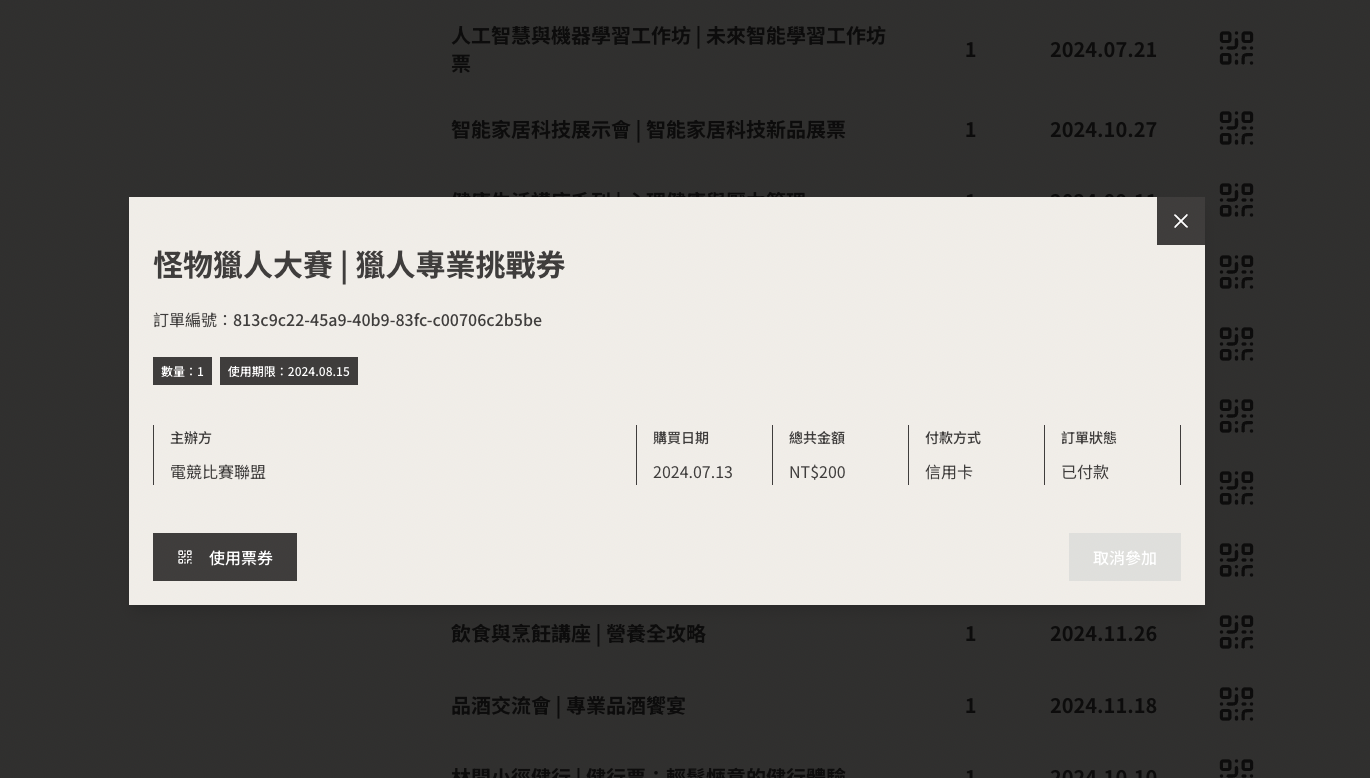 人工智慧與機器學習工作坊 | 未來智能學習工作坊
票
1
2024.07.21
智能家居科技展示會 | 智能家居科技新品展票
1
2024.10.27
怪物獵人大賽 | 獵人專業挑戰券
訂單編號：813c9c22-45a9-40b9-83fc-c00706c2b5be
數量：1
使用期限：2024.08.15
主辦方
電競比賽聯盟
購買日期
2024.07.13
總共金額
NT$200
付款方式
信用卡
訂單狀態
已付款
使用票券
取消參加
飲食與烹飪講座 | 營養全攻略
1
2024.11.26
品酒交流會 | 專業品酒饗宴
1
2024.11.18
1
2024.10.10